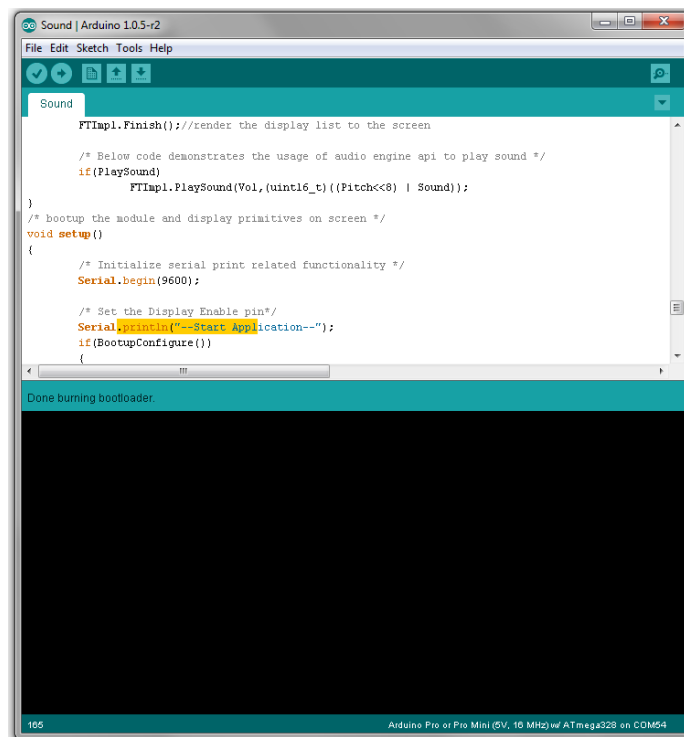 Sound | Arduino 1.0.5-r2
File Edit Sketch Tools Help
Sound
FTImpl.Finish();//render the display list to the screen
/* Below code demonstrates the usage of audio engine api to play sound */
if(PlaySound)
FTImpl.PlaySound(Vol,(uint16_t)((Pitch<<8) | Sound));
}
/* bootup the module and display primitives on screen */
void setup()
{
/* Initialize serial print related functionality */
Serial.begin(9600);
/* Set the Display Enable pin*/
Serial.println("--Start Application--");
if(BootupConfigure())
{
Done burning bootloader.
165
Arduino Pro or Pro Mini (5V, 16 MHz) w/ ATmega328 on COM54